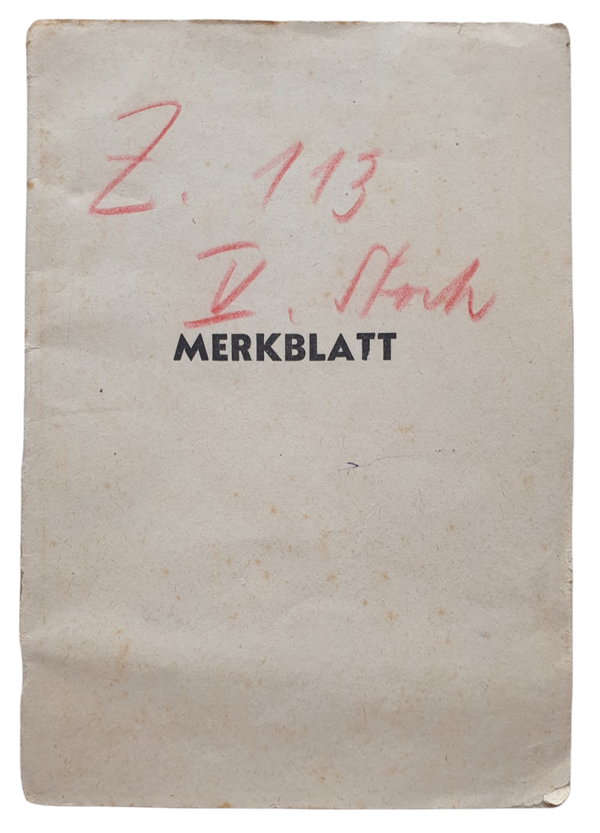 Z. 113
V. Stock
MERKBLATT